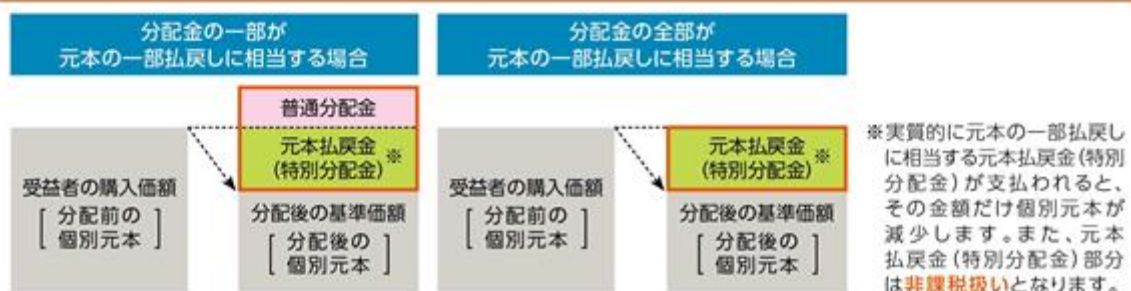 分配金の一部が
元本の一部払戻しに相当する場合
受益者の購入価額
[ 分配前の
個別元本 ]
普通分配金
元本払戻金 ※
(特別分配金)
分配後の基準価額
[ 分配後の
個別元本 ]
分配金の全部が
元本の一部払戻しに相当する場合
受益者の購入価額
[ 分配前の
個別元本 ]
元本払戻金 ※
(特別分配金)
分配後の基準価額
[ 分配後の
個別元本 ]
※実質的に元本の一部払戻し
に相当する元本払戻金(特別
分配金)が支払われると、
その金額だけ個別元本が
減少します。また、元本
払戻金(特別分配金)部分
は非課税扱いとなります。